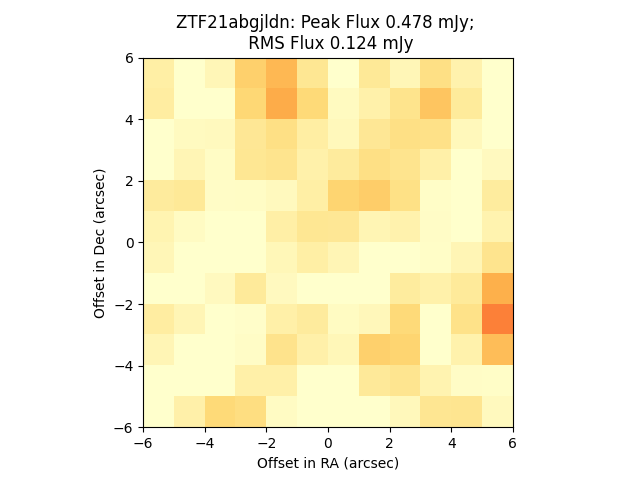 ZTF21abgjldn: Peak Flux 0.478 mJy;
RMS Flux 0.124 mJy
6
4
2
0
−2
−4
−6
Offset in Dec (arcsec)
−6 −4 −2 0 2 4 6
Offset in RA (arcsec)